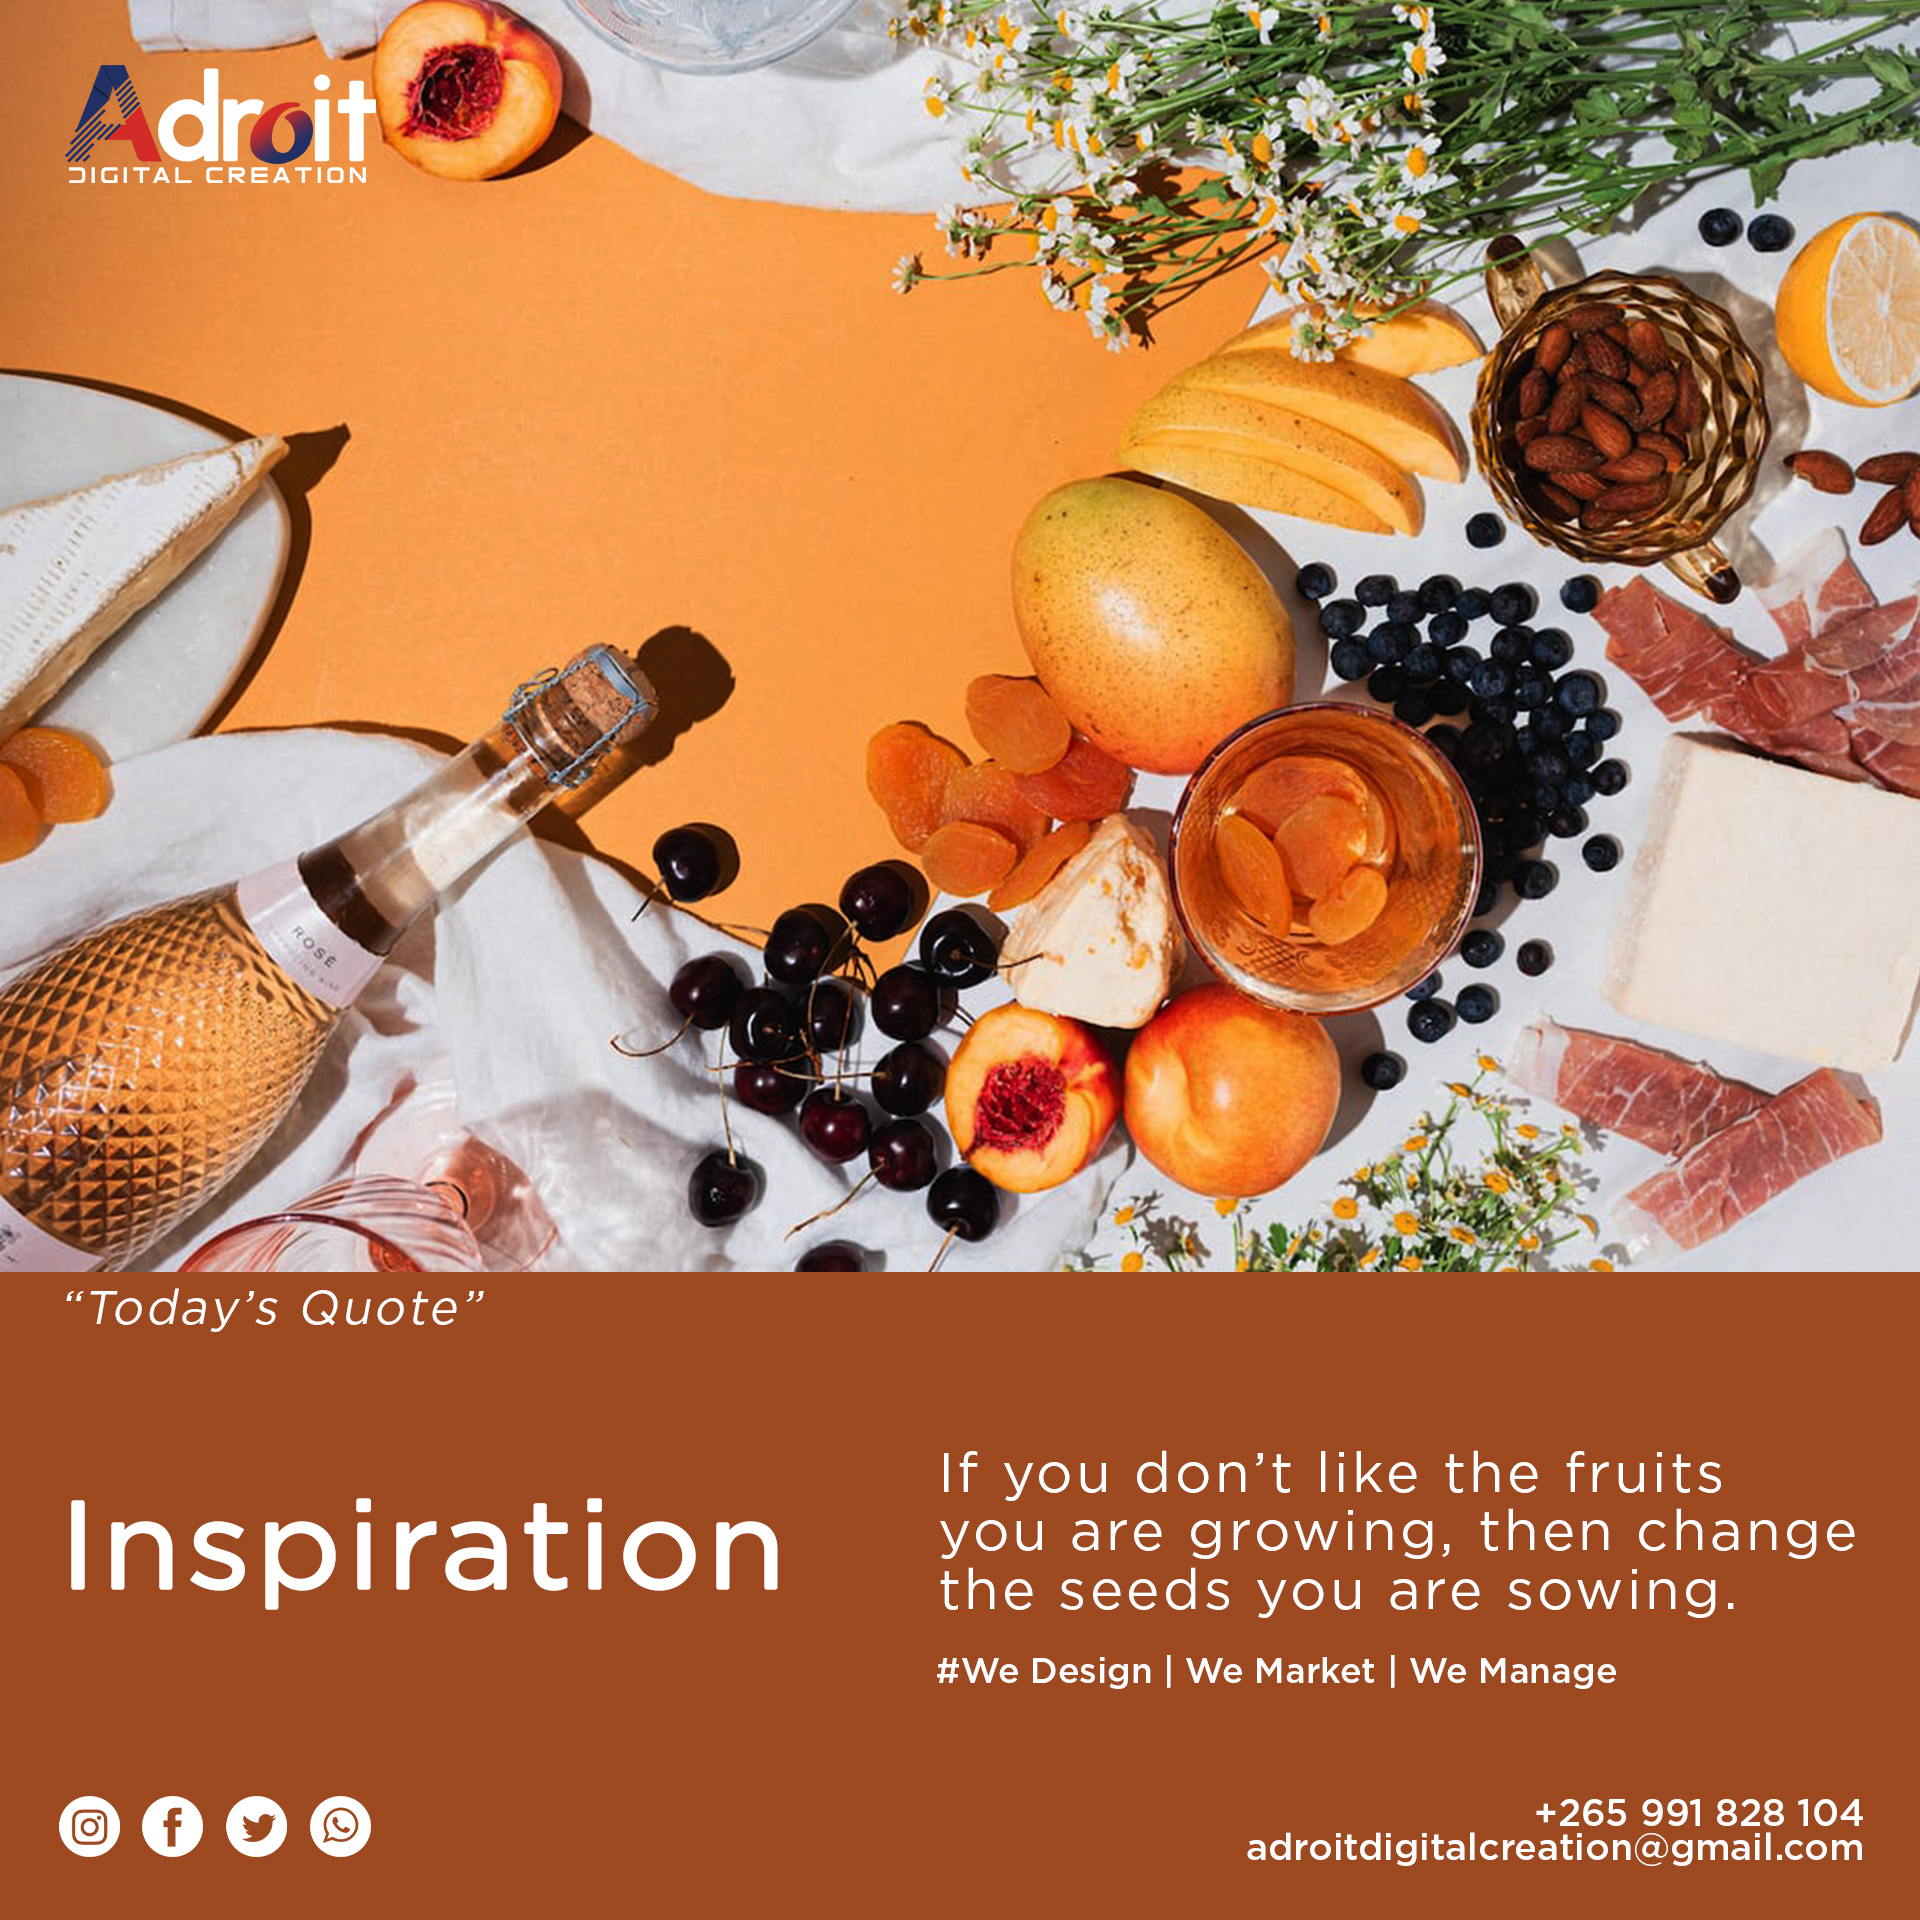 Adroit
DIGITAL CREATION
ROSÉ
“Today’s Quote”
Inspiration
If you don’t like the fruits
you are growing, then change
the seeds you are sowing.
#We Design | We Market | We Manage
+265 991 828 104
adroitdigitalcreation@gmail.com